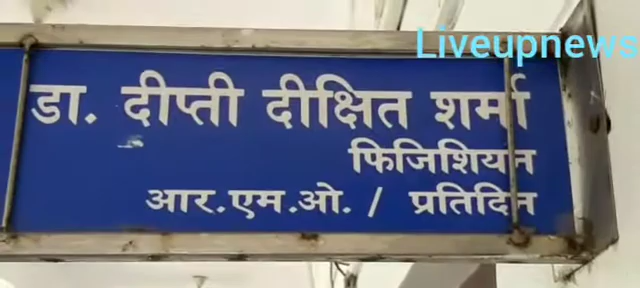 Liveupnews
डा. दीप्ती दीक्षित शर्मा
फिजिशियन
आर.एम.ओ. / प्रतिदिन